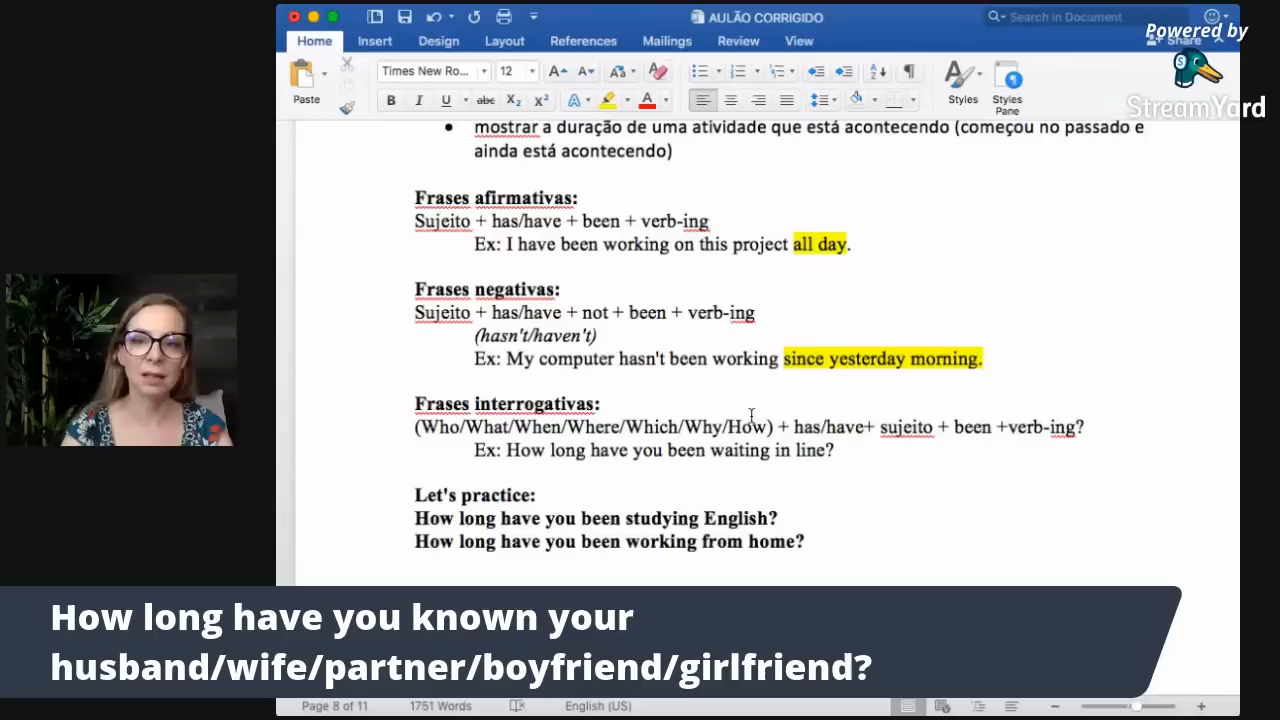 AULÃO CORRIGIDO
Search in Document
Powered by
Home Insert Design Layout References Mailings Review View
Share
StreamYard
Paste
Times New Ro... 12
Styles Styles Pane
mostrar a duração de uma atividade que está acontecendo (começou no passado e
ainda está acontecendo)
Frases afirmativas:
Sujeito + has/have + been + verb-ing
Ex: I have been working on this project all day.
Frases negativas:
Sujeito + has/have + not + been + verb-ing
(hasn't/haven't)
Ex: My computer hasn't been working since yesterday morning.
Frases interrogativas:
(Who/What/When/Where/Which/Why/How) + has/have+ sujeito + been +verb-ing?
Ex: How long have you been waiting in line?
Let's practice:
How long have you been studying English?
How long have you been working from home?
How long have you known your
husband/wife/partner/boyfriend/girlfriend?
Page 8 of 11 1751 Words English (US)